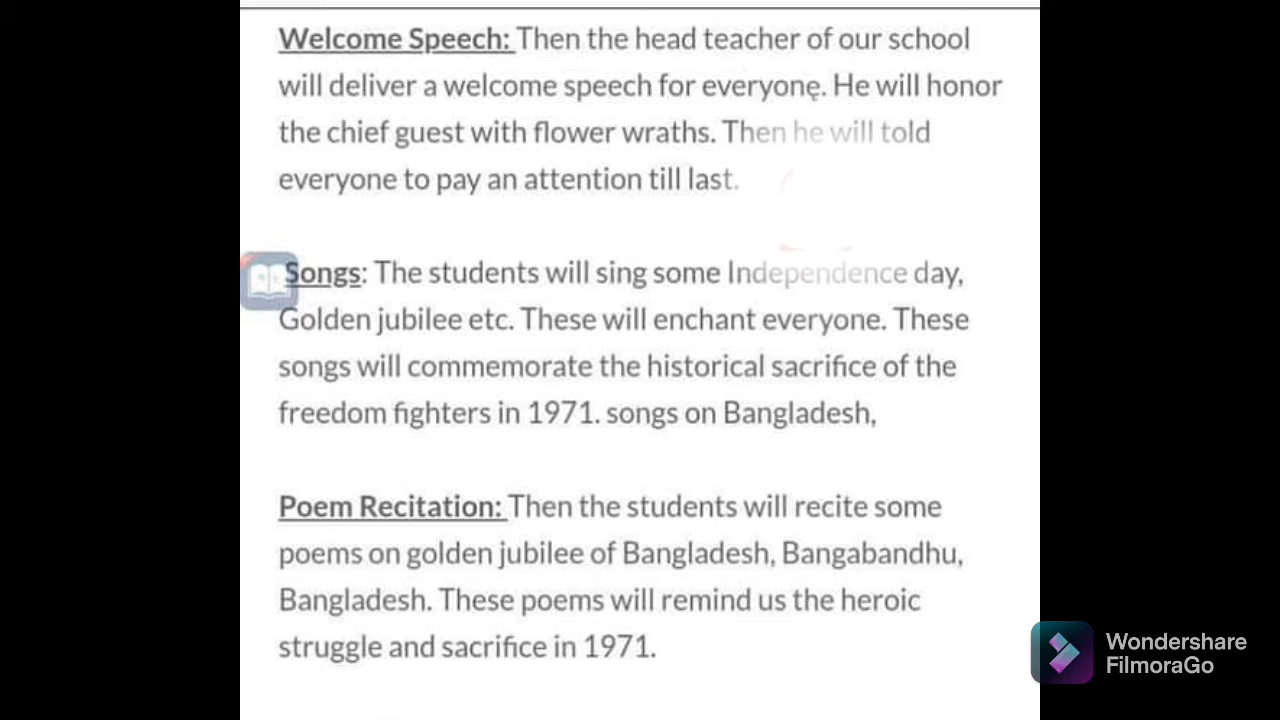 Welcome Speech: Then the head teacher of our school
will deliver a welcome speech for everyone. He will honor
the chief guest with flower wraths. Then he will told
everyone to pay an attention till last.
Songs: The students will sing some Independence day,
Golden jubilee etc. These will enchant everyone. These
songs will commemorate the historical sacrifice of the
freedom fighters in 1971. songs on Bangladesh,
Poem Recitation: Then the students will recite some
poems on golden jubilee of Bangladesh, Bangabandhu,
Bangladesh. These poems will remind us the heroic
struggle and sacrifice in 1971.
Wondershare
FilmoraGo